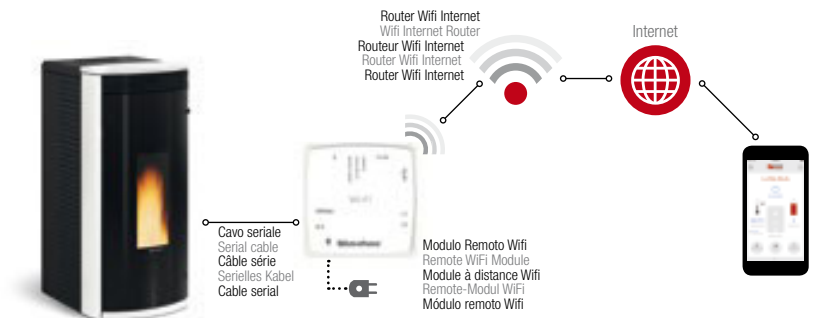 Router Wifi Internet
Wifi Internet Router
Routeur Wifi Internet
Router Wifi Internet
Router Wifi Internet
Internet
WI-FI
Cavo seriale
Serial cable
Câble série
Serielles Kabel
Cable serial
Modulo Remoto Wifi
Remote WiFi Module
Module à distance Wifi
Remote-Modul WiFi
Módulo remoto Wifi